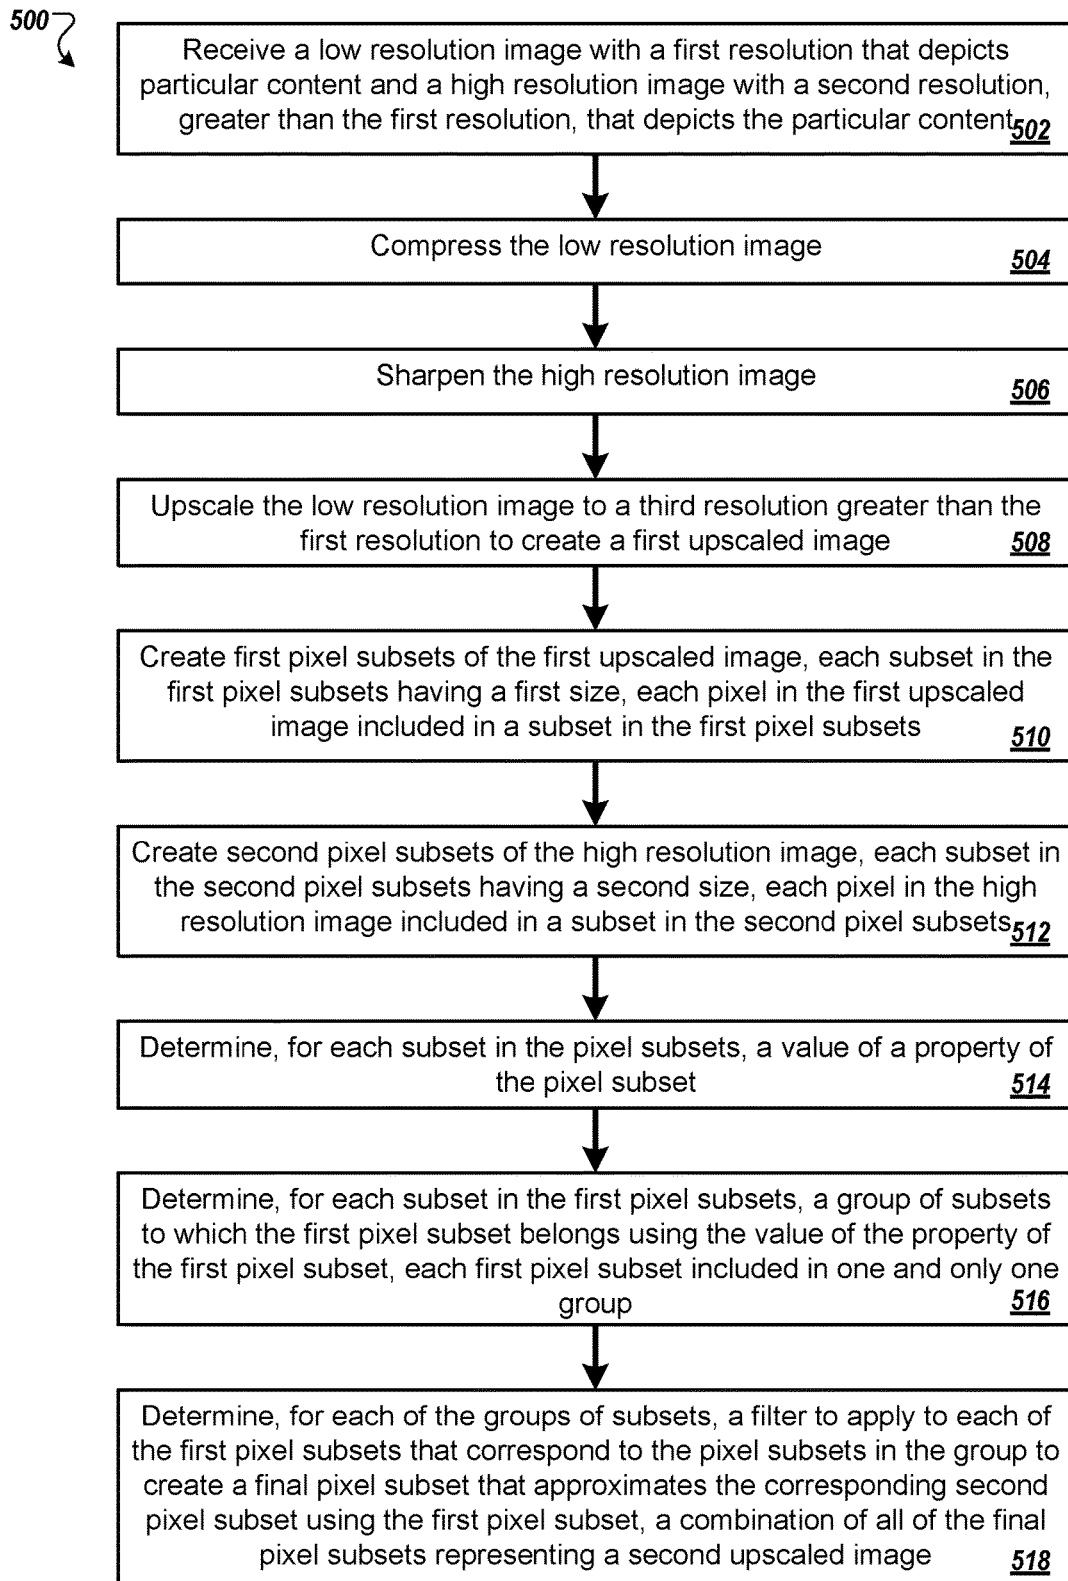 500
Receive a low resolution image with a first resolution that depicts
particular content and a high resolution image with a second resolution,
greater than the first resolution, that depicts the particular content
502
Compress the low resolution image
504
Sharpen the high resolution image
506
Upscale the low resolution image to a third resolution greater than the
first resolution to create a first upscaled image
508
Create first pixel subsets of the first upscaled image, each subset in the
first pixel subsets having a first size, each pixel in the first upscaled
image included in a subset in the first pixel subsets
510
Create second pixel subsets of the high resolution image, each subset in
the second pixel subsets having a second size, each pixel in the high
resolution image included in a subset in the second pixel subsets
512
Determine, for each subset in the pixel subsets, a value of a property of
the pixel subset
514
Determine, for each subset in the first pixel subsets, a group of subsets
to which the first pixel subset belongs using the value of the property of
the first pixel subset, each first pixel subset included in one and only one
group
516
Determine, for each of the groups of subsets, a filter to apply to each of
the first pixel subsets that correspond to the pixel subsets in the group to
create a final pixel subset that approximates the corresponding second
pixel subset using the first pixel subset, a combination of all of the final
pixel subsets representing a second upscaled image
518